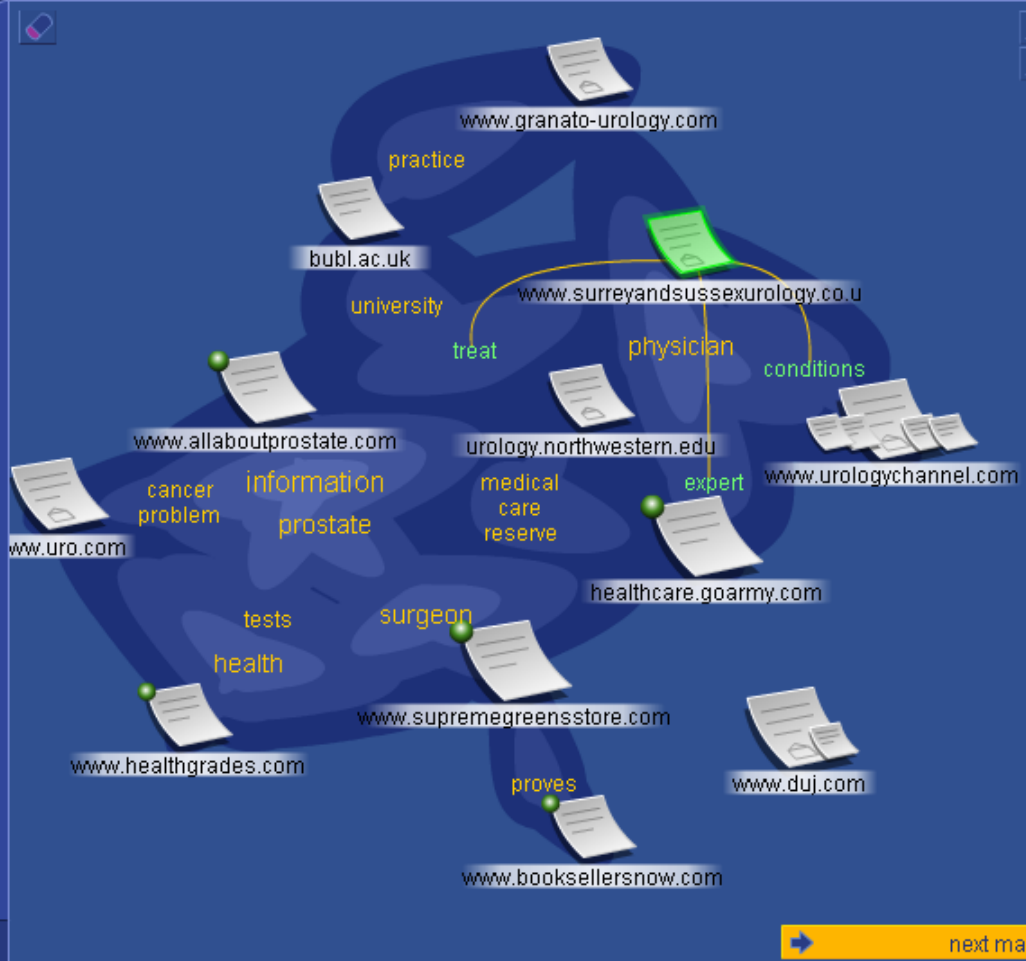 www.granato-urology.com
practice
bubl.ac.uk
www.surreyandsussexurology.co.u
university
treat
physician
conditions
www.allaboutprostate.com
urology.northwestern.edu
www.urologychannel.com
information
prostate
cancer
problem
medical
care
reserve
expert
ww.uro.com
healthcare.goarmy.com
tests
surgeon
health
www.supremegreensstore.com
www.healthgrades.com
proves
www.duj.com
www.booksellersnow.com
next ma